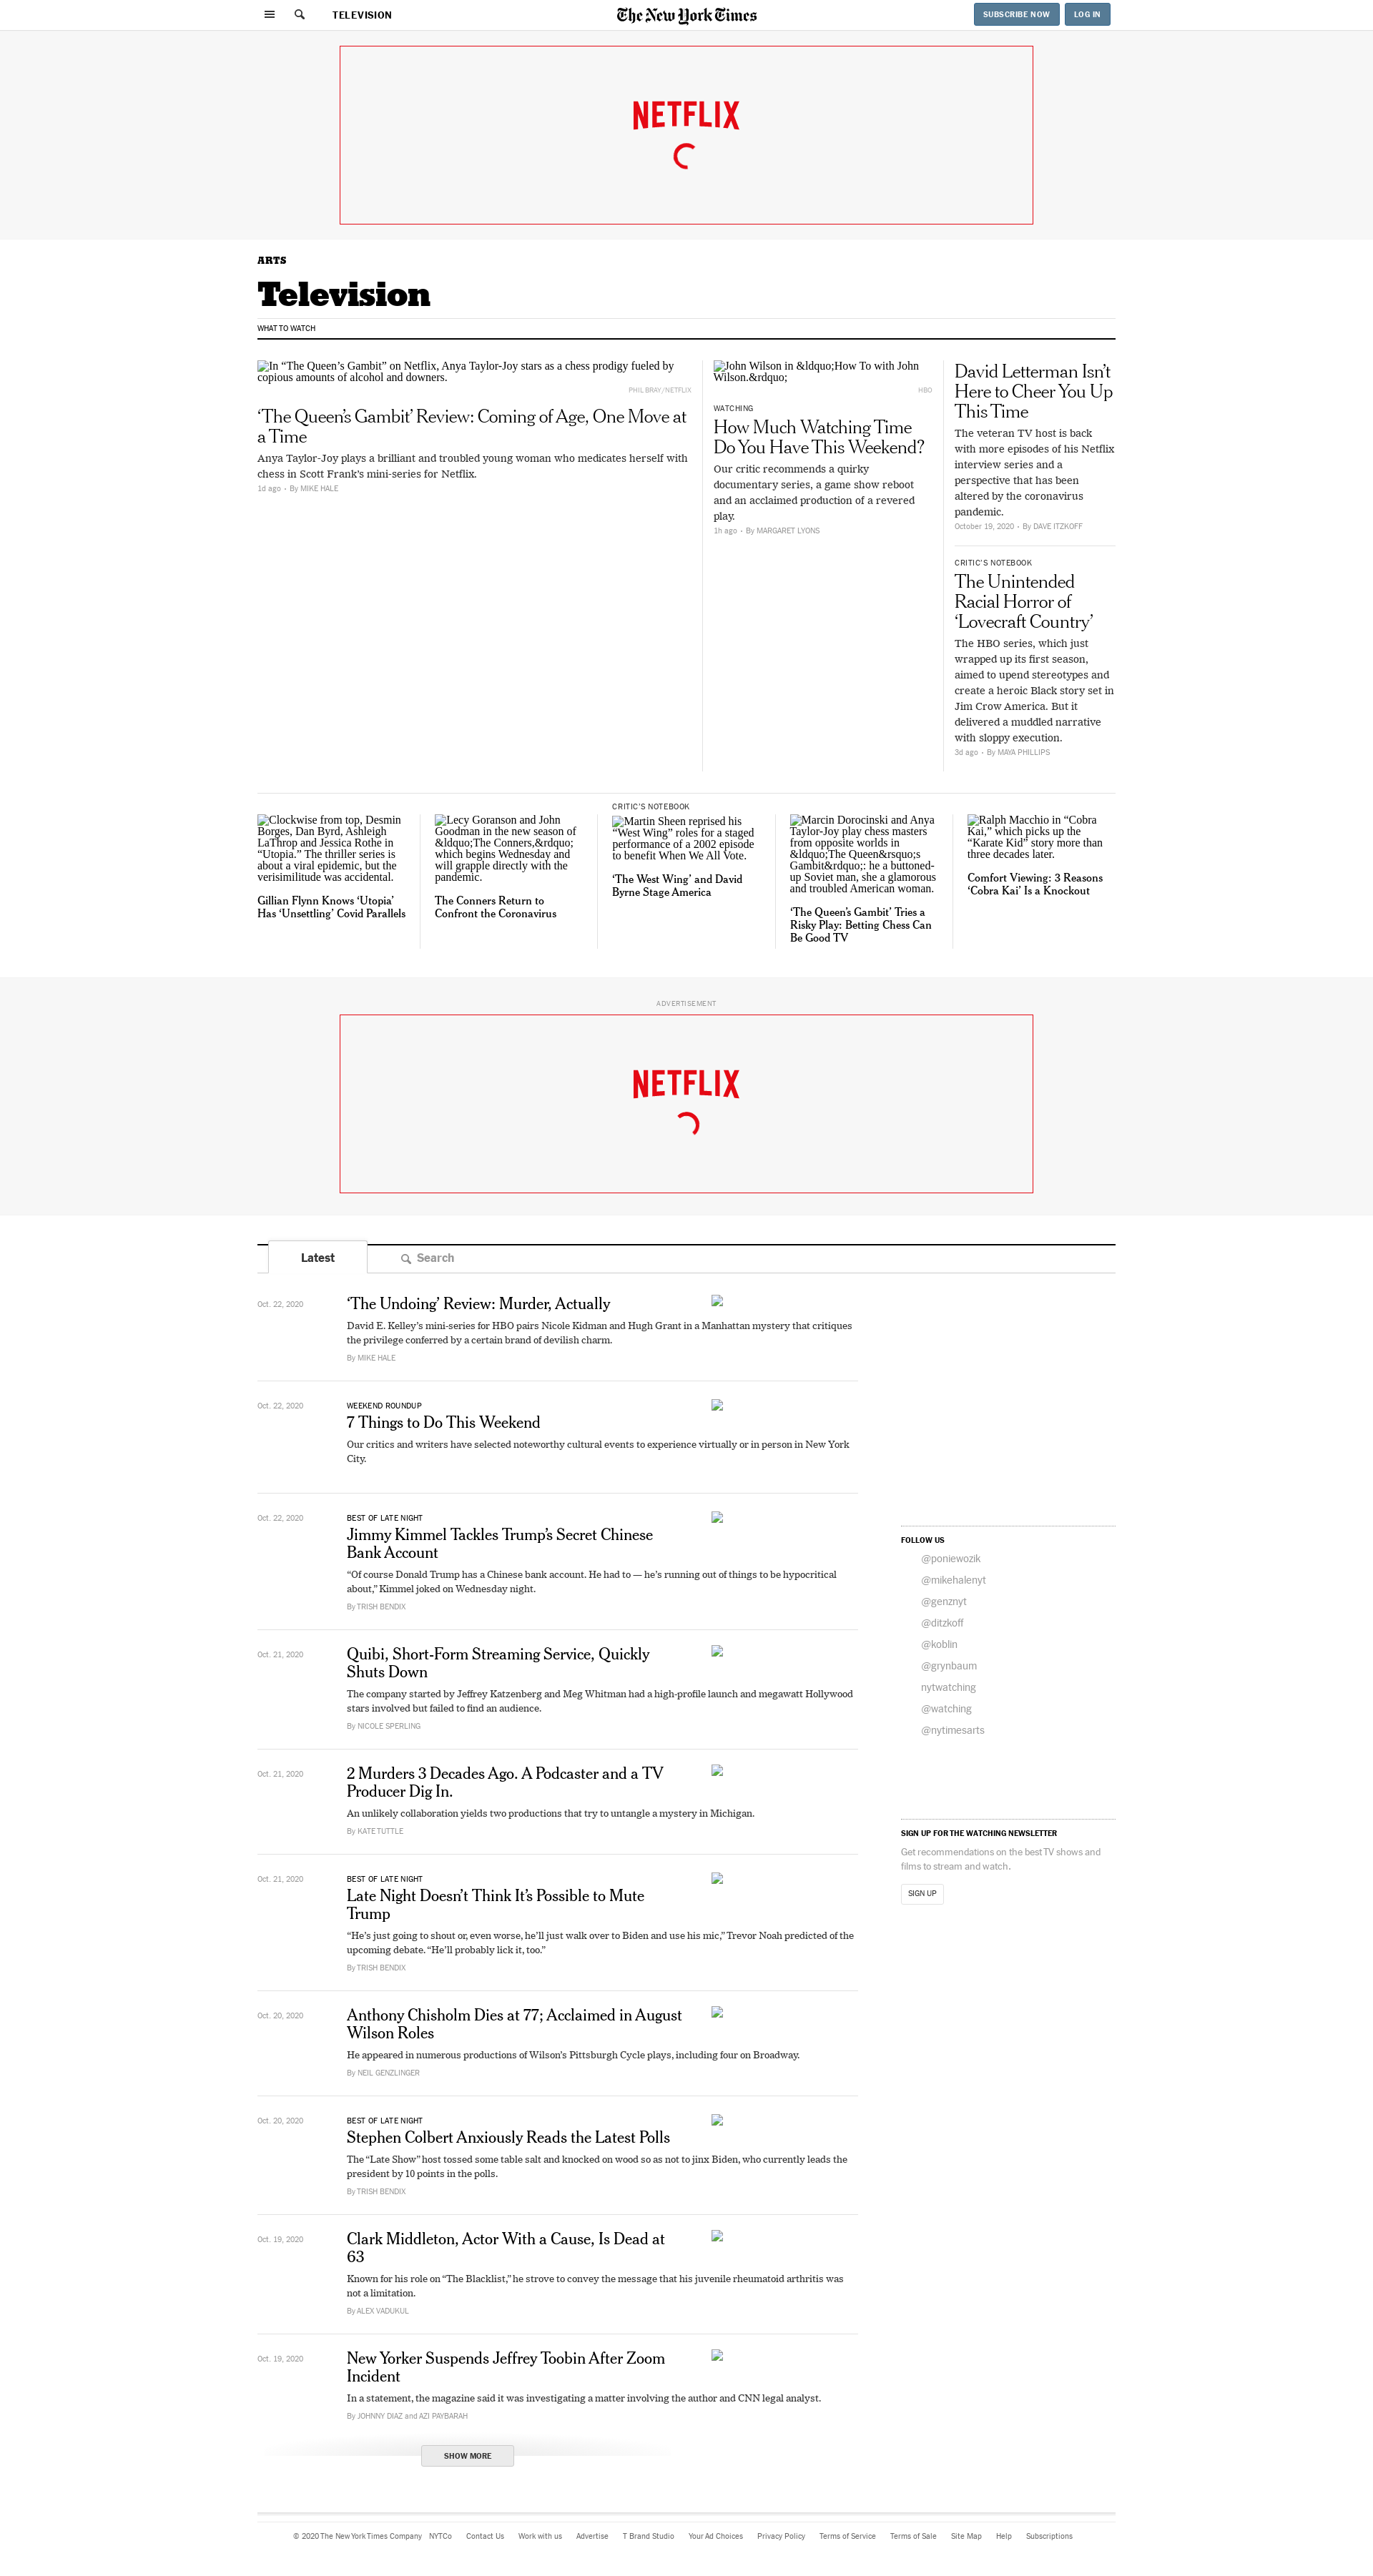 TELEVISION
The New York Times
SUBSCRIBE NOW
LOG IN
NETFLIX
ARTS
Television
WHAT TO WATCH
In “The Queen’s Gambit” on Netflix, Anya Taylor-Joy stars as a chess prodigy fueled by
copious amounts of alcohol and downers.
PHIL BRAY/NETFLIX
‘The Queen’s Gambit’ Review: Coming of Age, One Move at
a Time
Anya Taylor-Joy plays a brilliant and troubled young woman who medicates herself with
chess in Scott Frank’s mini-series for Netflix.
1d ago • By MIKE HALE
John Wilson in &ldquo;How To with John
Wilson.&rdquo;
HBO
WATCHING
How Much Watching Time
Do You Have This Weekend?
Our critic recommends a quirky
documentary series, a game show reboot
and an acclaimed production of a revered
play.
1h ago • By MARGARET LYONS
David Letterman Isn’t
Here to Cheer You Up
This Time
The veteran TV host is back
with more episodes of his Netflix
interview series and a
perspective that has been
altered by the coronavirus
pandemic.
October 19, 2020 • By DAVE ITZKOFF
CRITIC’S NOTEBOOK
The Unintended
Racial Horror of
‘Lovecraft Country’
The HBO series, which just
wrapped up its first season,
aimed to upend stereotypes and
create a heroic Black story set in
Jim Crow America. But it
delivered a muddled narrative
with sloppy execution.
3d ago • By MAYA PHILLIPS
Clockwise from top, Desmin
Borges, Dan Byrd, Ashleigh
LaThrop and Jessica Rothe in
“Utopia.” The thriller series is
about a viral epidemic, but the
verisimilitude was accidental.
Gillian Flynn Knows ‘Utopia’
Has ‘Unsettling’ Covid Parallels
Lecy Goranson and John
Goodman in the new season of
&ldquo;The Conners,&rdquo;
which begins Wednesday and
will grapple directly with the
pandemic.
The Conners Return to
Confront the Coronavirus
CRITIC’S NOTEBOOK
Martin Sheen reprised his
“West Wing” roles for a staged
performance of a 2002 episode
to benefit When We All Vote.
‘The West Wing’ and David
Byrne Stage America
Marcin Dorocinski and Anya
Taylor-Joy play chess masters
from opposite worlds in
&ldquo;The Queen&rsquo;s
Gambit&rdquo;: he a buttoned-
up Soviet man, she a glamorous
and troubled American woman.
‘The Queen’s Gambit’ Tries a
Risky Play: Betting Chess Can
Be Good TV
Ralph Macchio in “Cobra
Kai,” which picks up the
“Karate Kid” story more than
three decades later.
Comfort Viewing: 3 Reasons
‘Cobra Kai’ Is a Knockout
ADVERTISEMENT
NETFLIX
Latest
Search
Oct. 22, 2020
‘The Undoing’ Review: Murder, Actually
David E. Kelley’s mini-series for HBO pairs Nicole Kidman and Hugh Grant in a Manhattan mystery that critiques
the privilege conferred by a certain brand of devilish charm.
By MIKE HALE
Oct. 22, 2020
WEEKEND ROUNDUP
7 Things to Do This Weekend
Our critics and writers have selected noteworthy cultural events to experience virtually or in person in New York
City.
Oct. 22, 2020
BEST OF LATE NIGHT
Jimmy Kimmel Tackles Trump’s Secret Chinese
Bank Account
“Of course Donald Trump has a Chinese bank account. He had to — he’s running out of things to be hypocritical
about,” Kimmel joked on Wednesday night.
By TRISH BENDIX
Oct. 21, 2020
Quibi, Short-Form Streaming Service, Quickly
Shuts Down
The company started by Jeffrey Katzenberg and Meg Whitman had a high-profile launch and megawatt Hollywood
stars involved but failed to find an audience.
By NICOLE SPERLING
Oct. 21, 2020
2 Murders 3 Decades Ago. A Podcaster and a TV
Producer Dig In.
An unlikely collaboration yields two productions that try to untangle a mystery in Michigan.
By KATE TUTTLE
Oct. 21, 2020
BEST OF LATE NIGHT
Late Night Doesn’t Think It’s Possible to Mute
Trump
“He’s just going to shout or, even worse, he’ll just walk over to Biden and use his mic,” Trevor Noah predicted of the
upcoming debate. “He’ll probably lick it, too.”
By TRISH BENDIX
Oct. 20, 2020
Anthony Chisholm Dies at 77; Acclaimed in August
Wilson Roles
He appeared in numerous productions of Wilson’s Pittsburgh Cycle plays, including four on Broadway.
By NEIL GENZLINGER
Oct. 20, 2020
BEST OF LATE NIGHT
Stephen Colbert Anxiously Reads the Latest Polls
The “Late Show” host tossed some table salt and knocked on wood so as not to jinx Biden, who currently leads the
president by 10 points in the polls.
By TRISH BENDIX
Oct. 19, 2020
Clark Middleton, Actor With a Cause, Is Dead at
63
Known for his role on “The Blacklist,” he strove to convey the message that his juvenile rheumatoid arthritis was
not a limitation.
By ALEX VADUKUL
Oct. 19, 2020
New Yorker Suspends Jeffrey Toobin After Zoom
Incident
In a statement, the magazine said it was investigating a matter involving the author and CNN legal analyst.
By JOHNNY DIAZ and AZI PAYBARAH
SHOW MORE
FOLLOW US
@poniewozik
@mikehalenyt
@genznyt
@ditzkoff
@koblin
@grynbaum
nytwatching
@watching
@nytimesarts
SIGN UP FOR THE WATCHING NEWSLETTER
Get recommendations on the best TV shows and
films to stream and watch.
SIGN UP
© 2020 The New York Times Company NYTCo Contact Us Work with us Advertise T Brand Studio Your Ad Choices Privacy Policy Terms of Service Terms of Sale Site Map Help Subscriptions